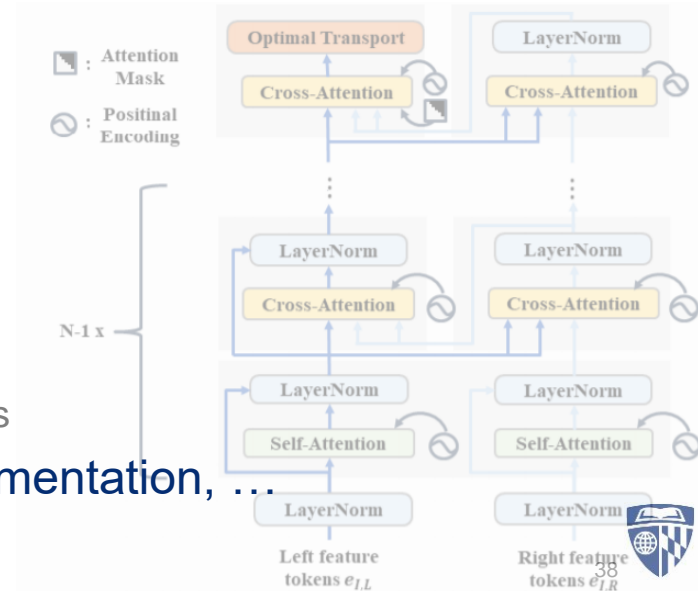 Optimal Transport
LayerNorm
: Attention Mask
Cross-Attention
Cross-Attention
: Positinal Encoding
...
...
LayerNorm
LayerNorm
Cross-Attention
Cross-Attention
N-1 x
LayerNorm
LayerNorm
s
Self-Attention
Self-Attention
mentation, ...
LayerNorm
LayerNorm
Left feature
tokens e_{I,L}
Right feature
tokens e_{I,R}
38